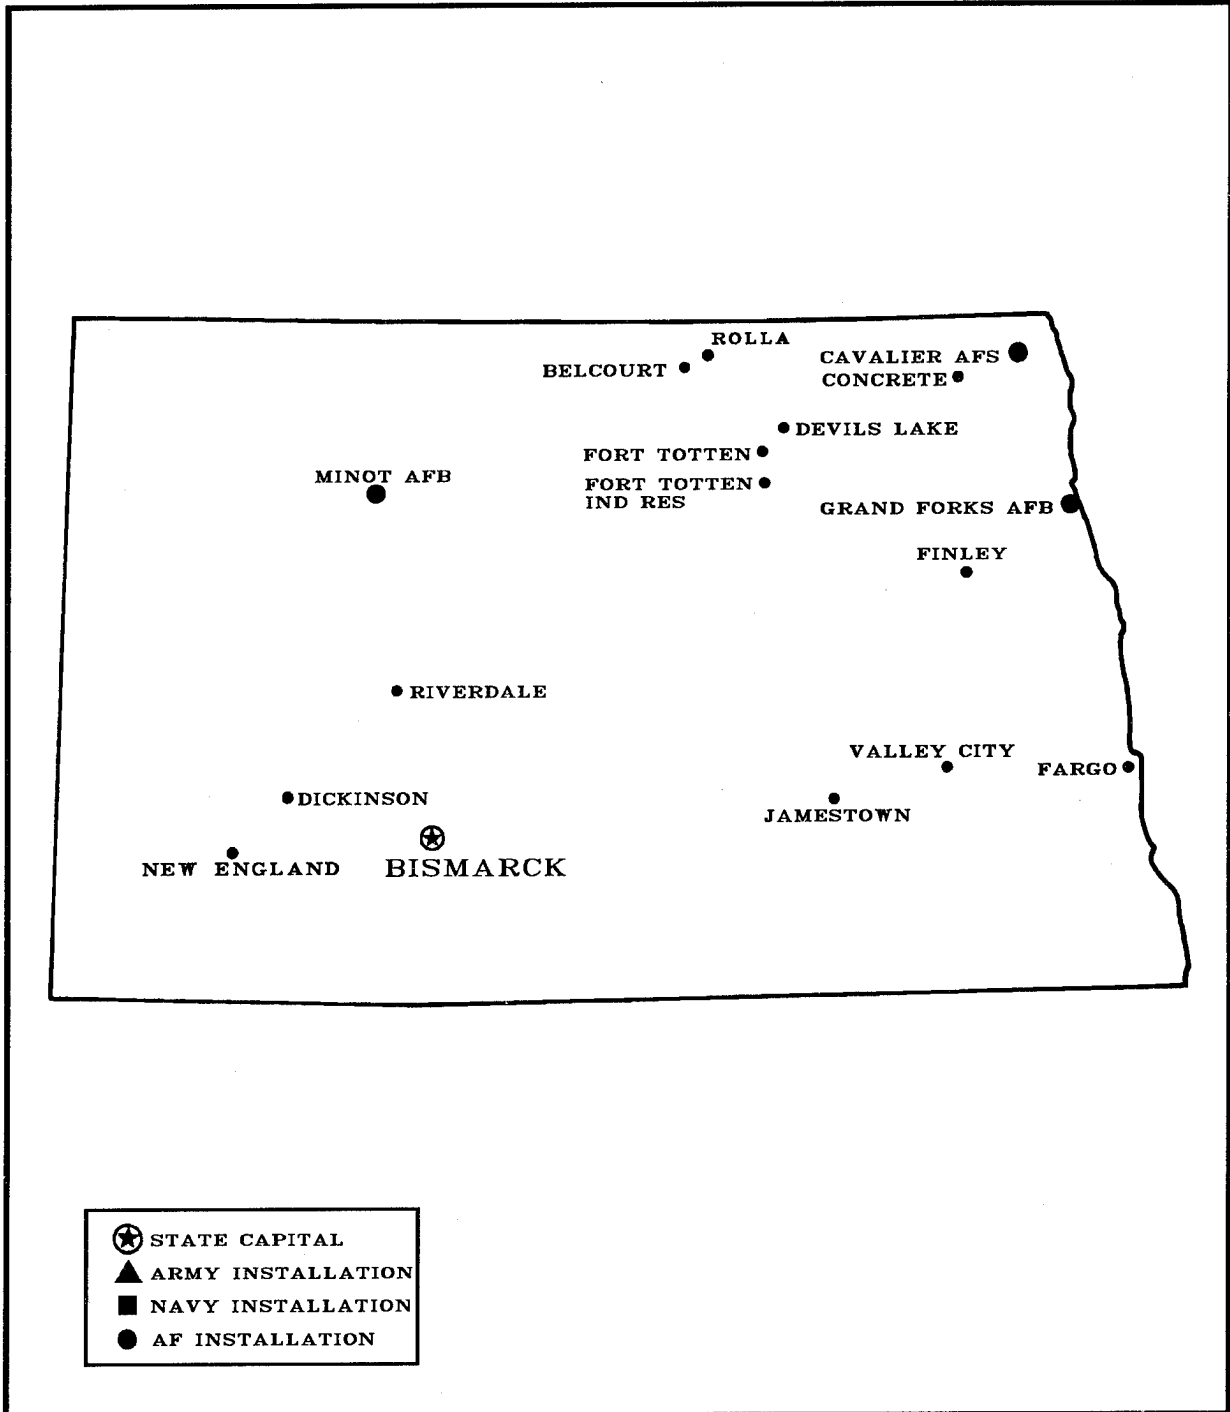 ROLLA
BELCOURT
CAVALIER AFS
CONCRETE
DEVILS LAKE
FORT TOTTEN
MINOT AFB
FORT TOTTEN
IND RES
GRAND FORKS AFB
FINLEY
RIVERDALE
VALLEY CITY
FARGO
DICKINSON
JAMESTOWN
NEW ENGLAND
BISMARCK
STATE CAPITAL
ARMY INSTALLATION
NAVY INSTALLATION
AF INSTALLATION